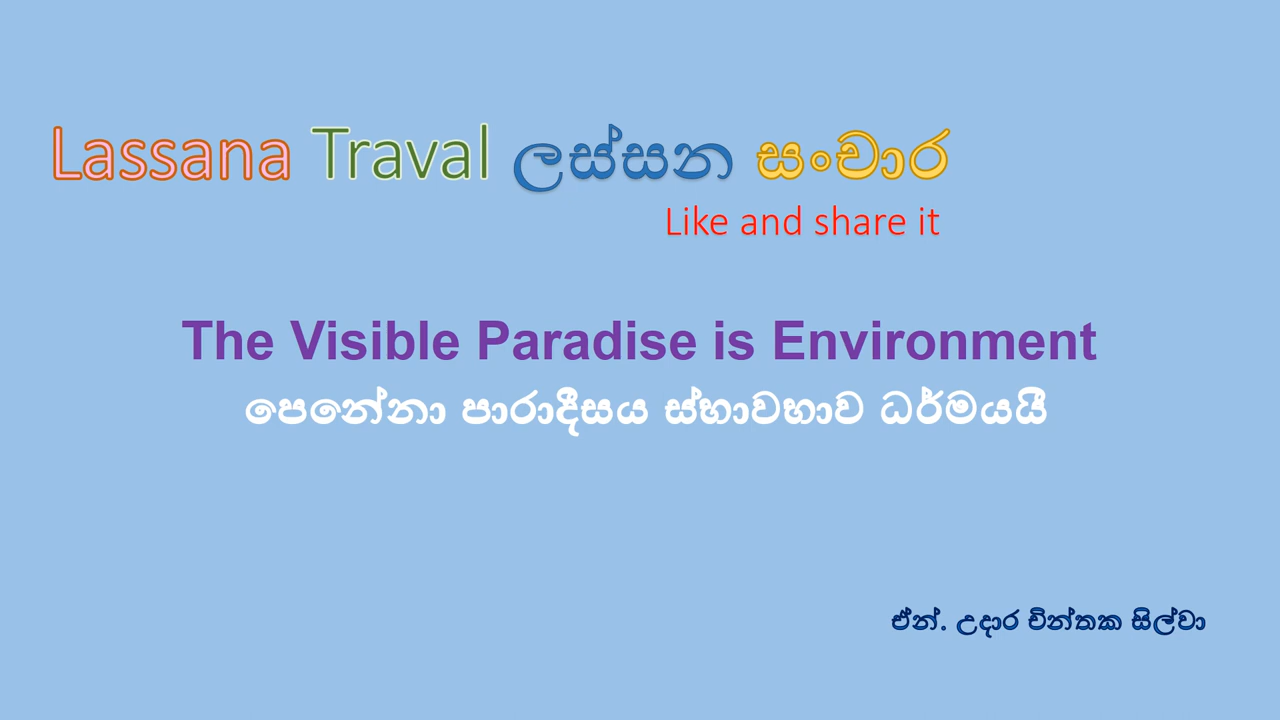 Lassana Traval ලස්සන සංචාර
Like and share it
The Visible Paradise is Environment
පෙනේනා පාරාදීසය ස්භාවභාව ධර්මයයී
ඒන්. උදාර චින්තක සිල්වා